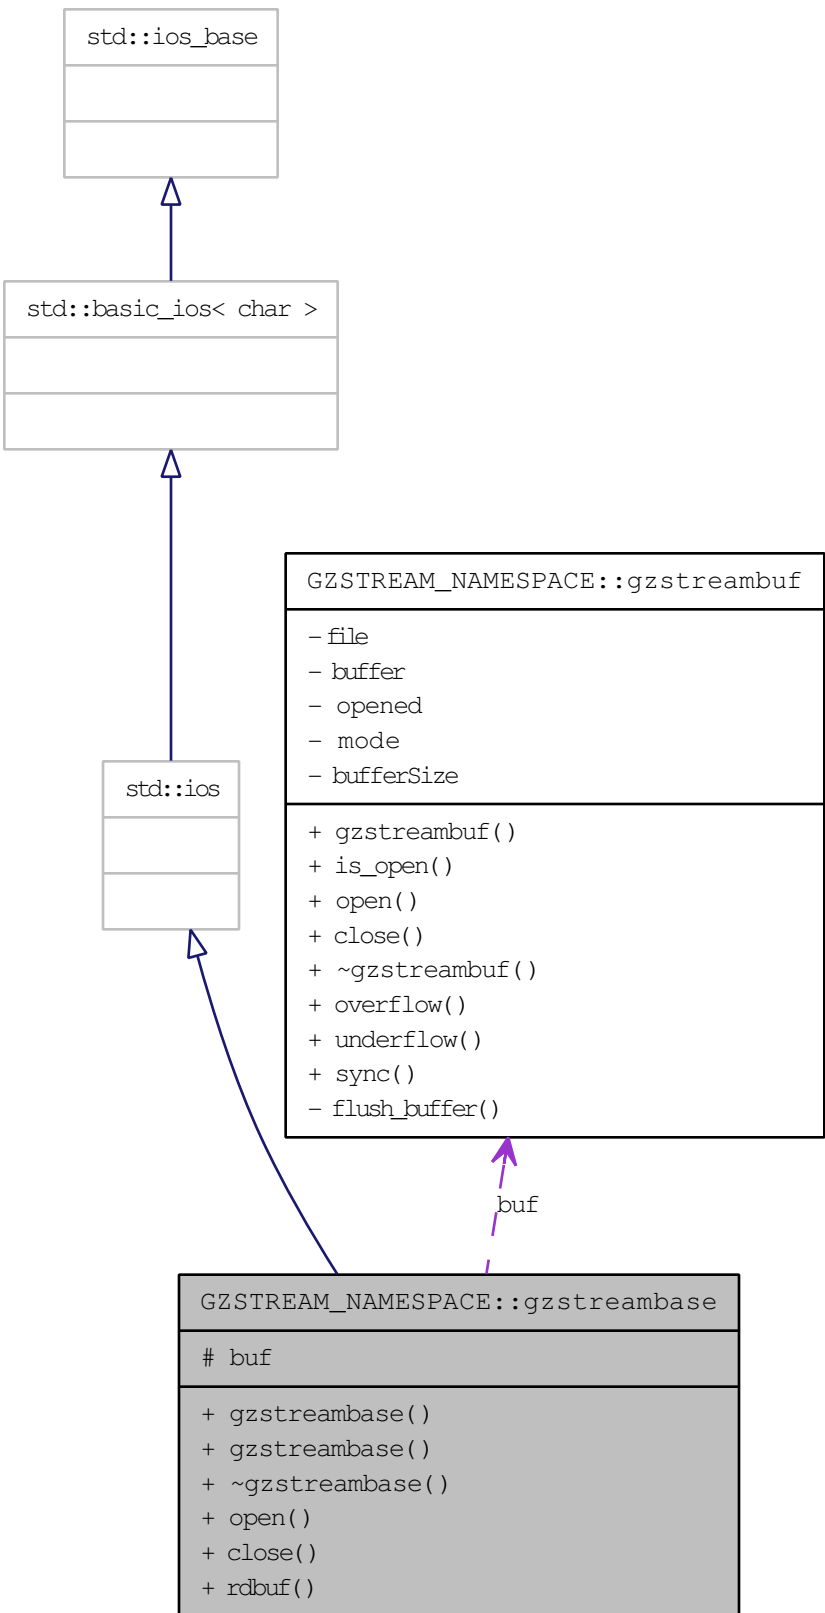 std::ios_base
std::basic_ios< char >
GZSTREAM_NAMESPACE::gzstreambuf
- file
- buffer
- opened
- mode
- bufferSize
std::ios
+ gzstreambuf()
+ is_open()
+ open()
+ close()
+ ~gzstreambuf()
+ overflow()
+ underflow()
+ sync()
- flush_buffer()
buf
GZSTREAM_NAMESPACE::gzstreambase
# buf
+ gzstreambase()
+ gzstreambase()
+ ~gzstreambase()
+ open()
+ close()
+ rdbuf()